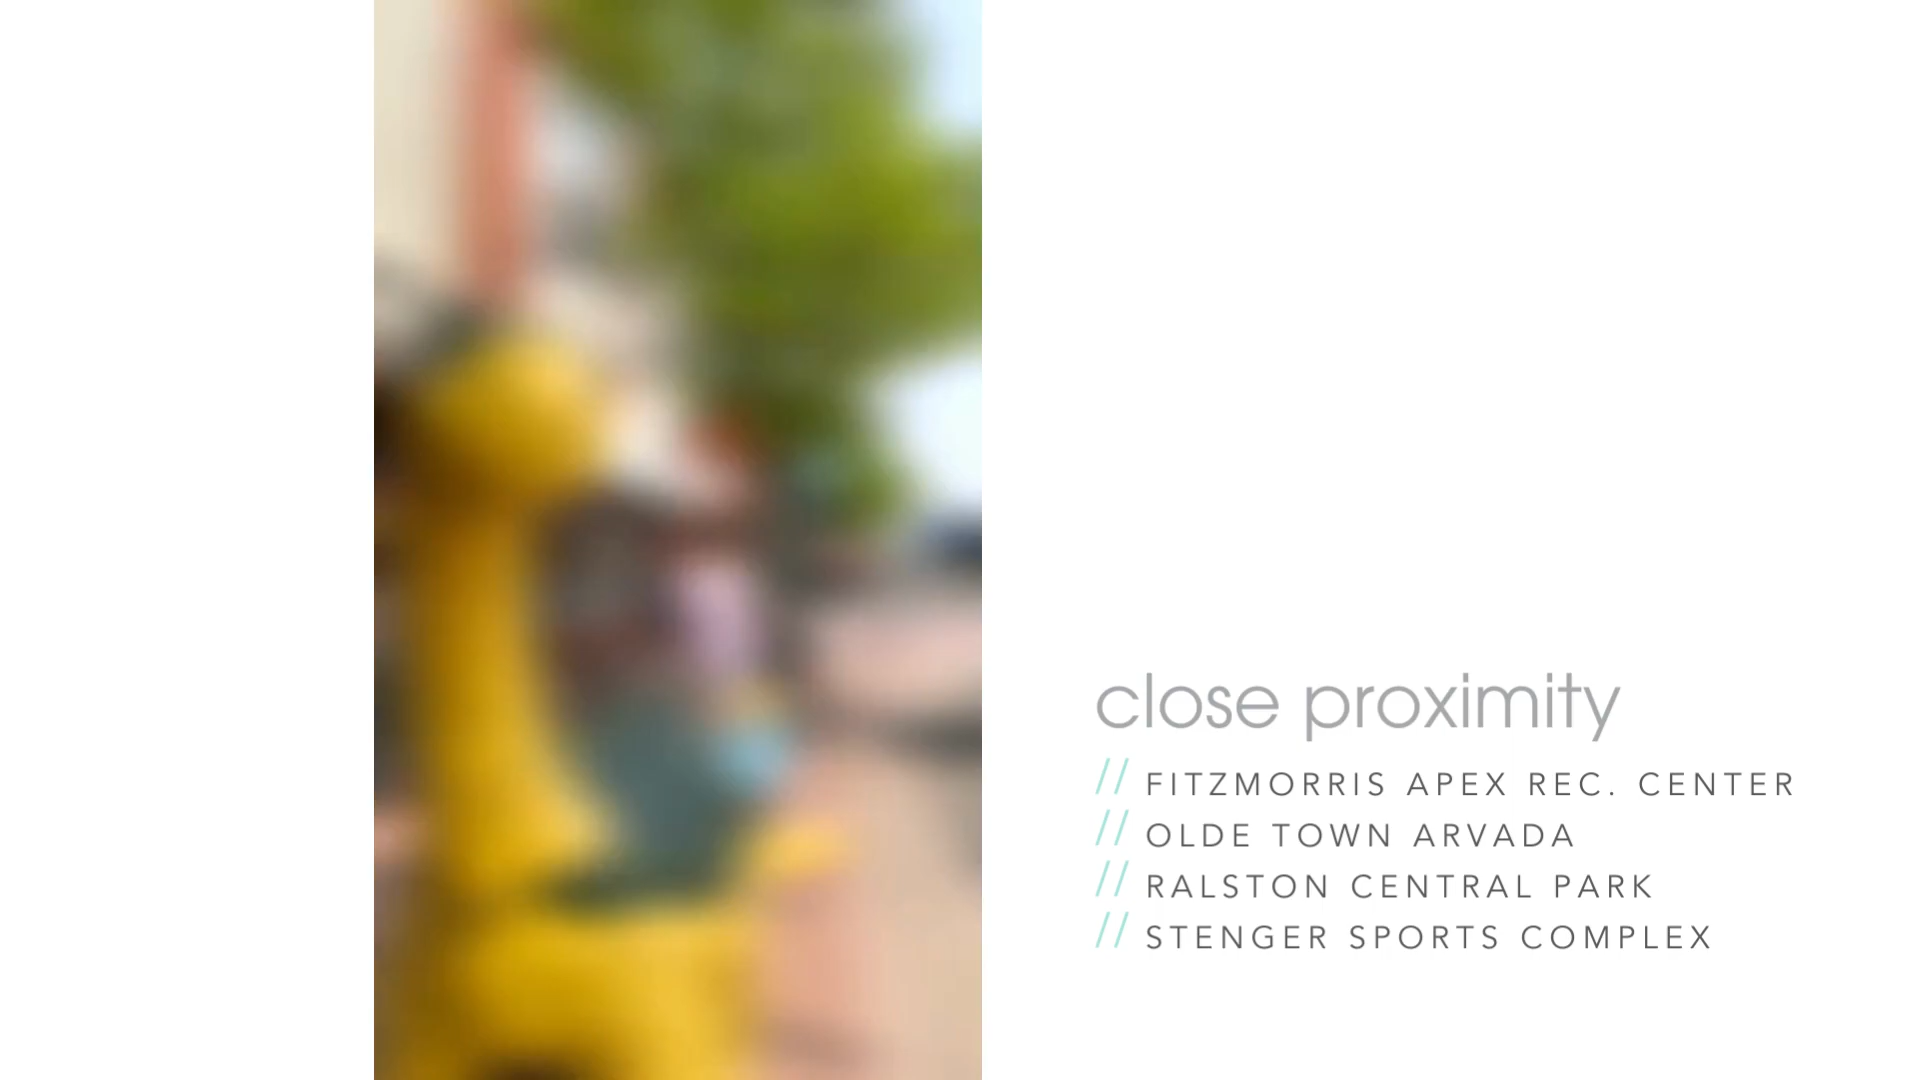 close proximity
// FITZMORRIS APEX REC. CENTER
// OLDE TOWN ARVADA
// RALSTON CENTRAL PARK
// STENGER SPORTS COMPLEX